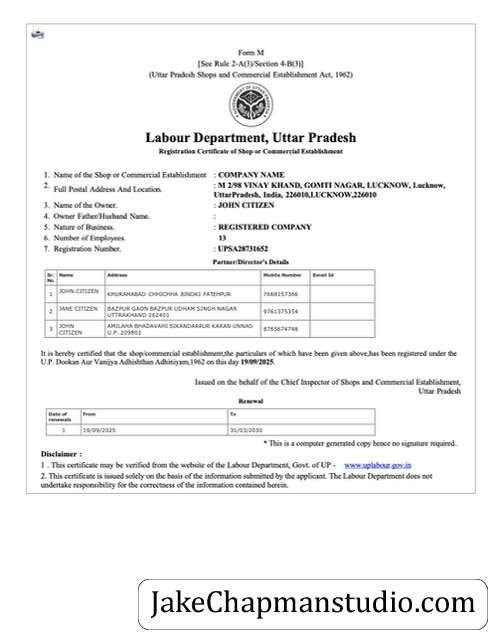 Form M
[See Rule 2-A(3)/Section 4-B(3)]
(Uttar Pradesh Shops and Commercial Establishment Act, 1962)
Labour Department, Uttar Pradesh
Registration Certificate of Shop or Commercial Establishment
1. Name of the Shop or Commercial Establishment : COMPANY NAME
2. Full Postal Address And Location. : M 2/98 VINAY KHAND, GOMTI NAGAR, LUCKNOW, Lucknow,
UttarPradesh, India, 226010,LUCKNOW,226010
3. Name of the Owner. : JOHN CITIZEN
4. Owner Father/Husband Name. :
5. Nature of Business. : REGISTERED COMPANY
6. Number of Employees. 13
7. Registration Number. : UPSA28731652
Partner/Director's Details
Sr. No Name Address Mobile Number Email Id
1 JOHN CITIZEN KHURAMABAD CHHICHHA BINDKI FATEHPUR 7668157366
2 JANE CITIZEN BAZPUR GAON BAZPUR UDHAM SINGH NAGAR
UTTRAKHAND 262401 9761375354
3 JOHN CITIZEN AMILAHA BHADAVAHI SIKANDARPUR KARAN UNNAO
U.P. 209801 8765674748
It is hereby certified that the shop/commercial establishment,the particulars of which have been given above,has been registered under the
U.P. Dookan Aur Vanijya Adhishthan Adhiniyam,1962 on this day 19/09/2025.
Issued on the behalf of the Chief Inspector of Shops and Commercial Establishment,
Uttar Pradesh
Renewal
Date of renewals From To
1 19/09/2025 31/03/2030
* This is a computer generated copy hence no signature required..
Disclaimer :
1 . This certificate may be verified from the website of the Labour Department, Govt. of UP - www.uplabour.gov.in
2. This certificate is issued solely on the basis of the information submitted by the applicant. The Labour Department does not
undertake responsibility for the correctness of the information contained herein.
JakeChapmanstudio.com